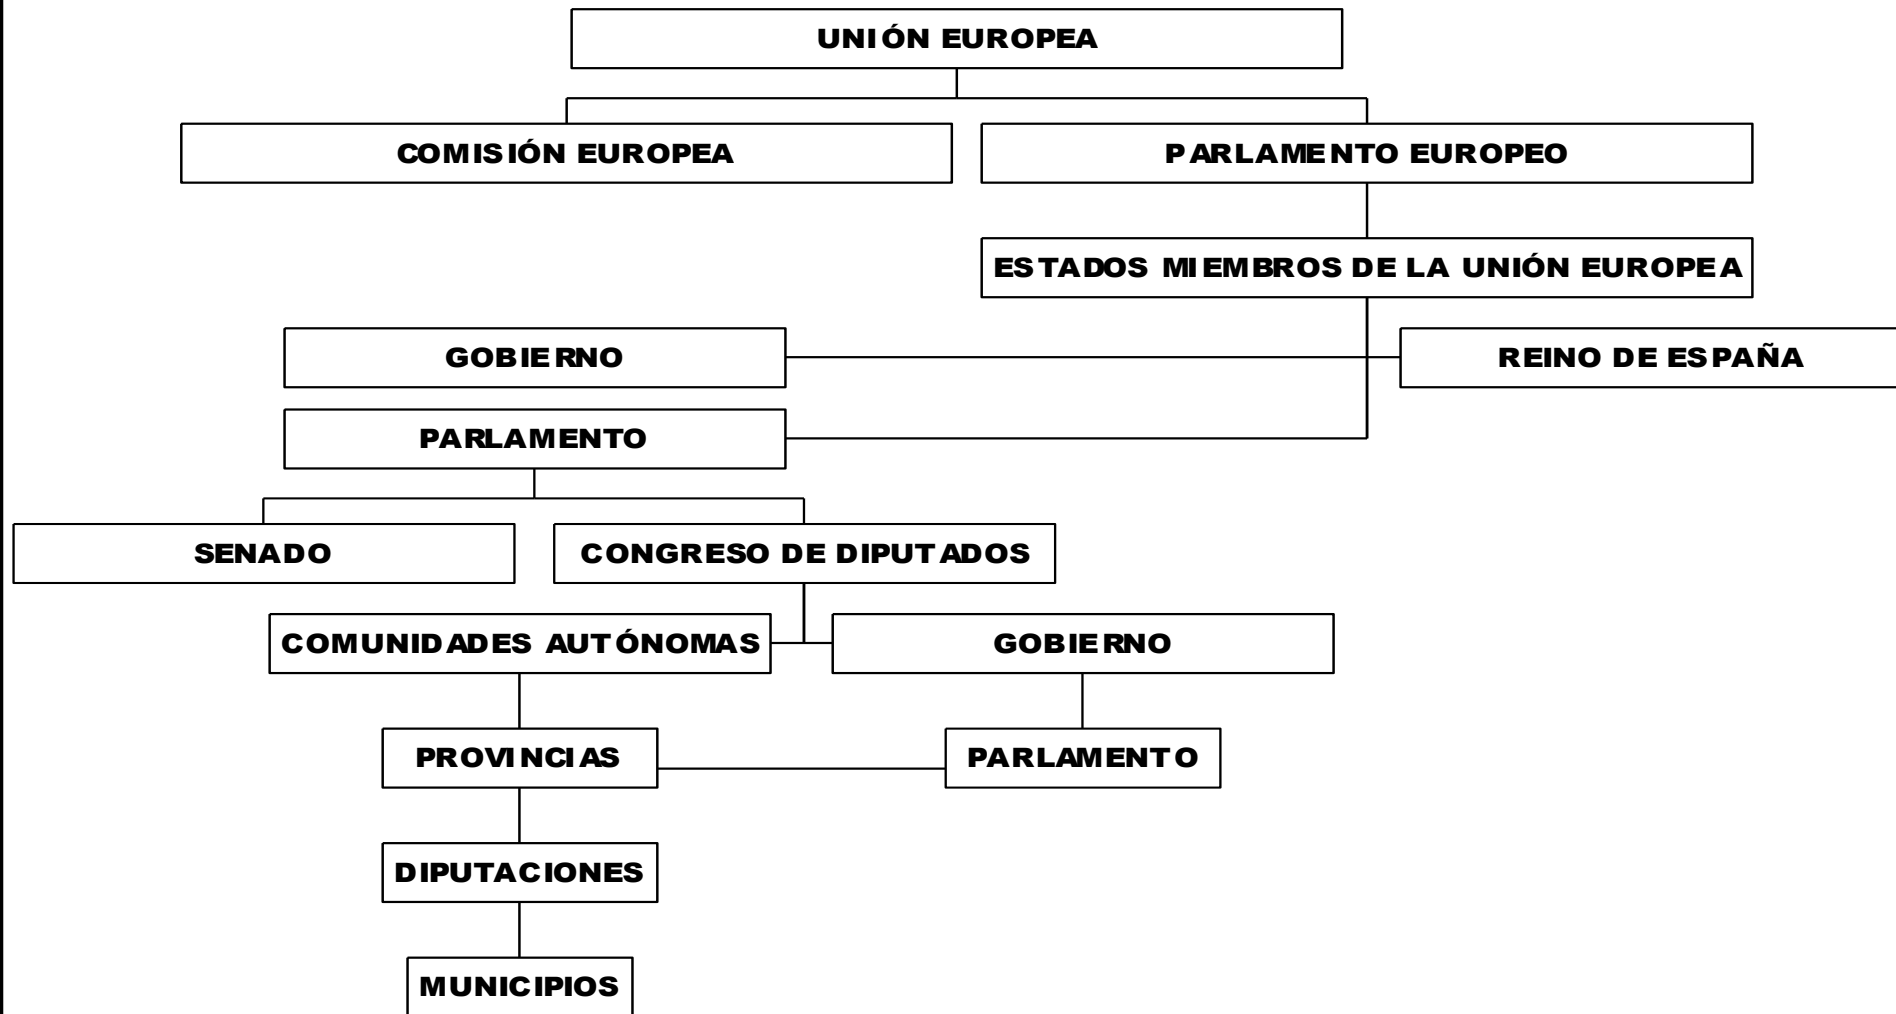 UNIÓN EUROPEA
COMISIÓN EUROPEA
PARLAMENTO EUROPEO
ESTADOS MIEMBROS DE LA UNIÓN EUROPEA
GOBIERNO
REINO DE ESPAÑA
PARLAMENTO
SENADO
CONGRESO DE DIPUTADOS
COMUNIDADES AUTÓNOMAS
GOBIERNO
PROVINCIAS
PARLAMENTO
DIPUTACIONES
MUNICIPIOS